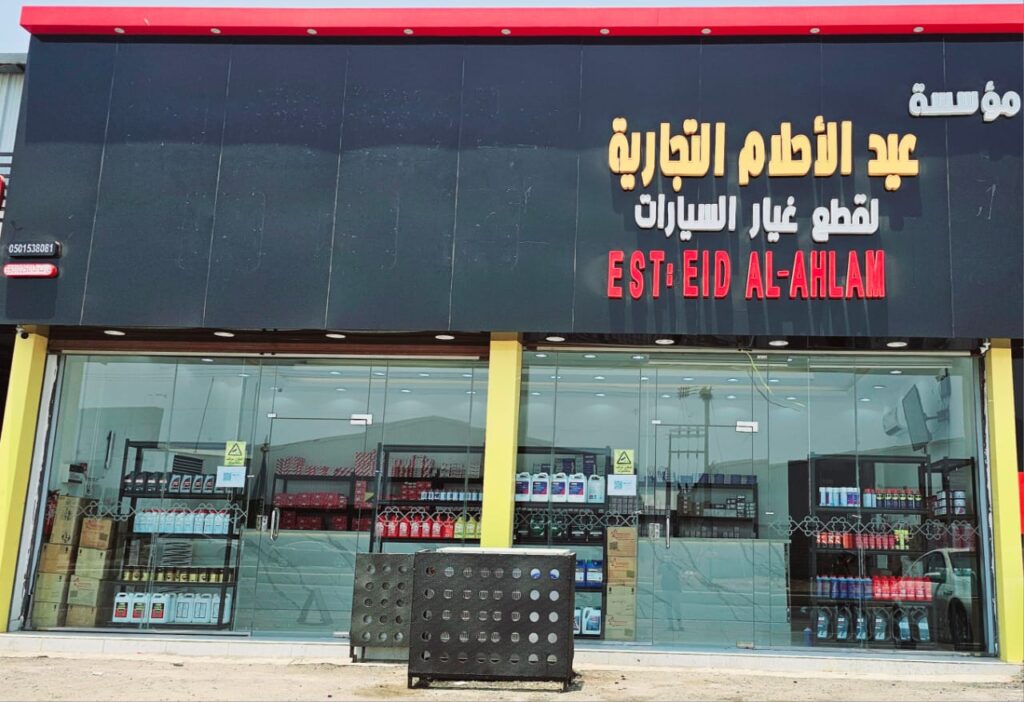 مؤسسة
عيد الأحلام التجارية
لقطع غيار السيارات
EST: EID AL-AHLAM
0501538081